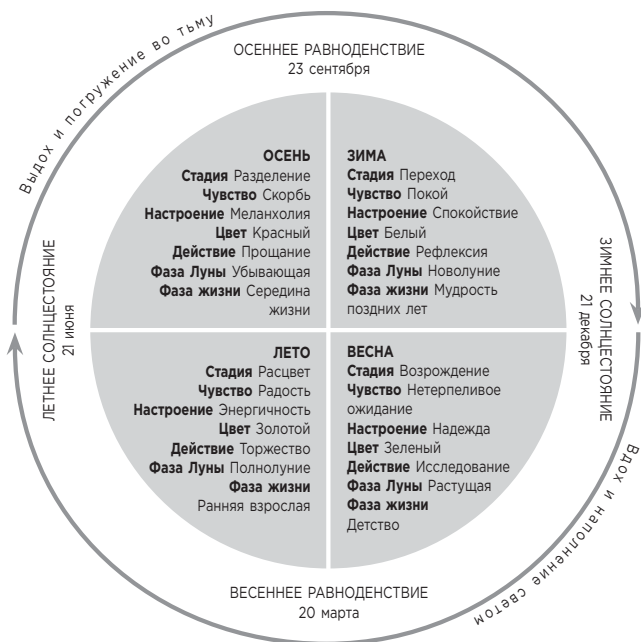 Выдох и погружение во тьму
ОСЕННЕЕ РАВНОДЕНСТВИЕ
23 сентября
ОСЕНЬ
Стадия Разделение
Чувство Скорбь
Настроение Меланхолия
Цвет Красный
Действие Прощание
Фаза Луны Убывающая
Фаза жизни Середина
жизни
ЗИМА
Стадия Переход
Чувство Покой
Настроение Спокойствие
Цвет Белый
Действие Рефлексия
Фаза Луны Новолуние
Фаза жизни Мудрость
поздних лет
ЛЕТНЕЕ СОЛНЦЕСТОЯНИЕ
21 июня
ЗИМНЕЕ СОЛНЦЕСТОЯНИЕ
21 декабря
ЛЕТО
Стадия Расцвет
Чувство Радость
Настроение Энергичность
Цвет Золотой
Действие Торжество
Фаза Луны Полнолуние
Фаза жизни
Ранняя взрослая
ВЕСНА
Стадия Возрождение
Чувство Нетерпеливое
ожидание
Настроение Надежда
Цвет Зеленый
Действие Исследование
Фаза Луны Растущая
Фаза жизни
Детство
Вдох и наполнение светом
ВЕСЕННЕЕ РАВНОДЕНСТВИЕ
20 марта